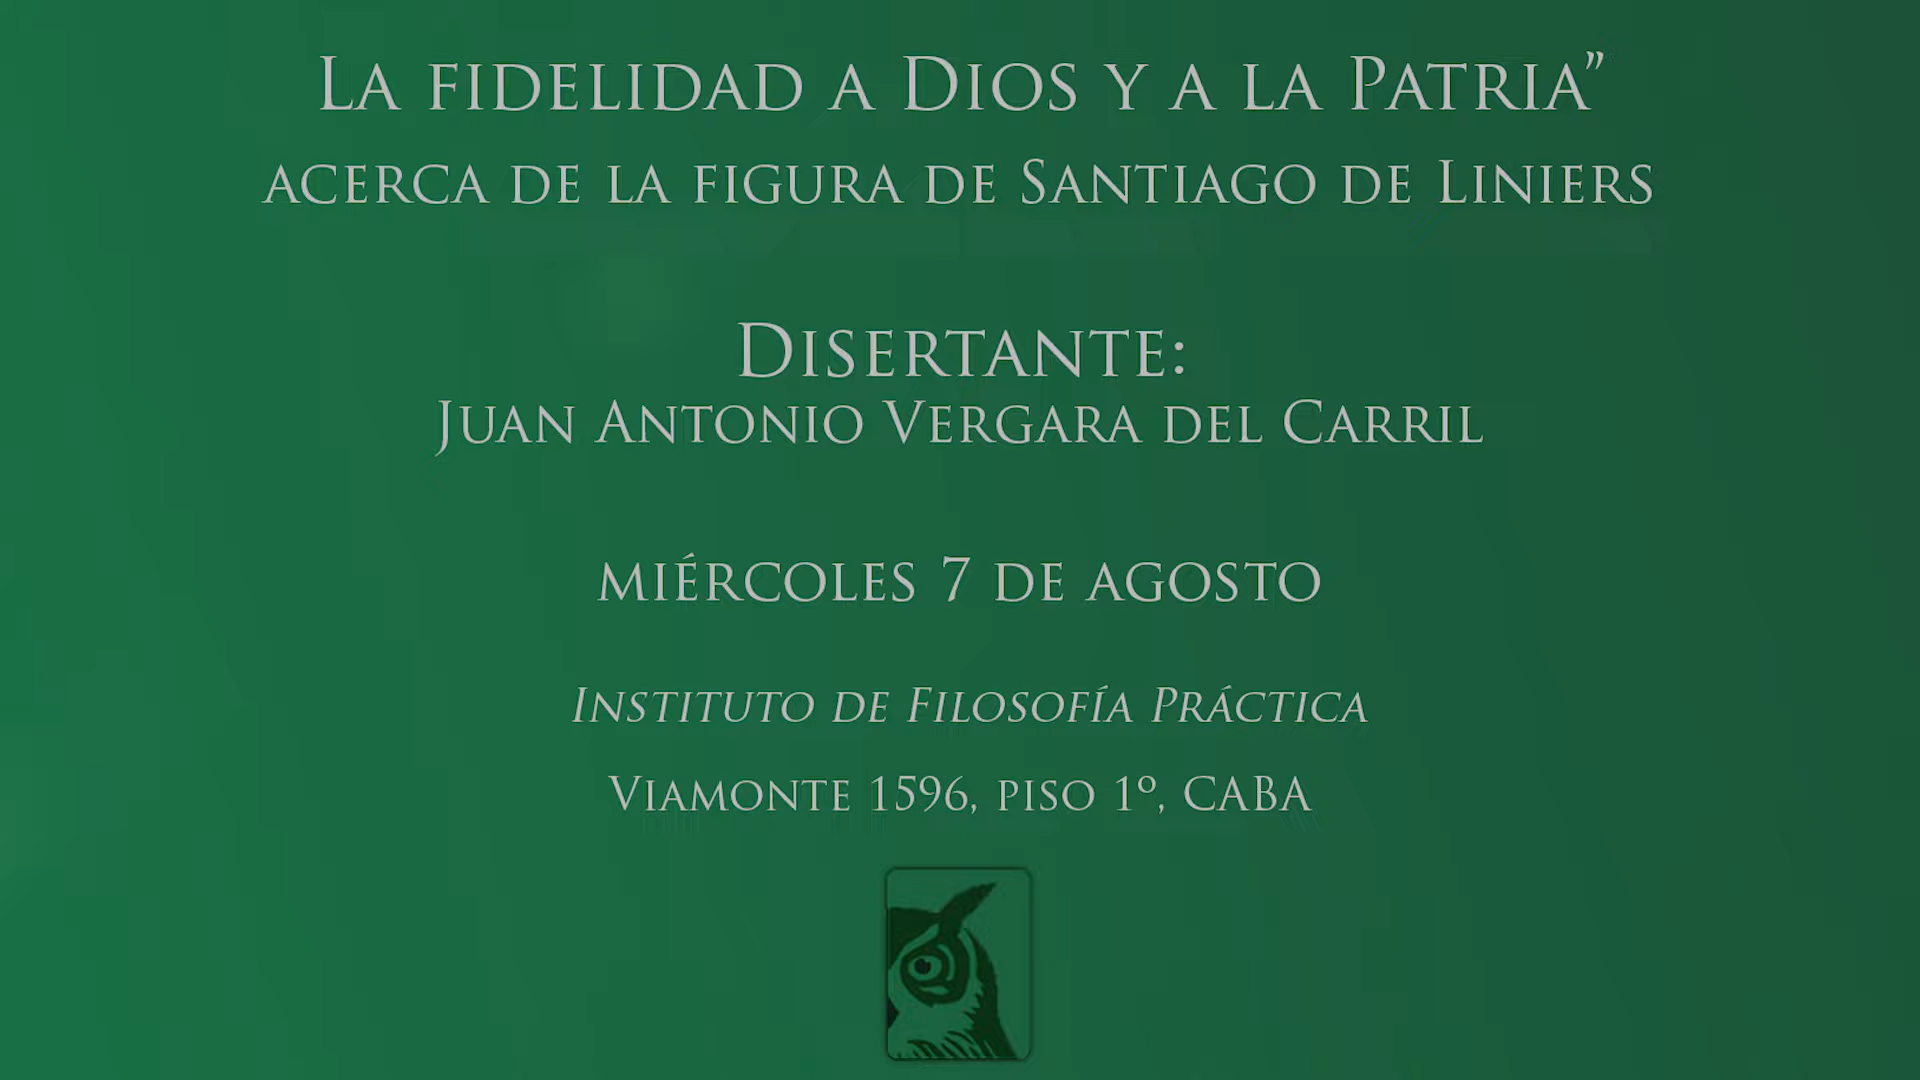 La fidelidad a Dios y a la Patria”
acerca de la figura de Santiago de Liniers
Disertante:
Juan Antonio Vergara del Carril
miércoles 7 de agosto
Instituto de Filosofía Práctica
Viamonte 1596, piso 1º, CABA